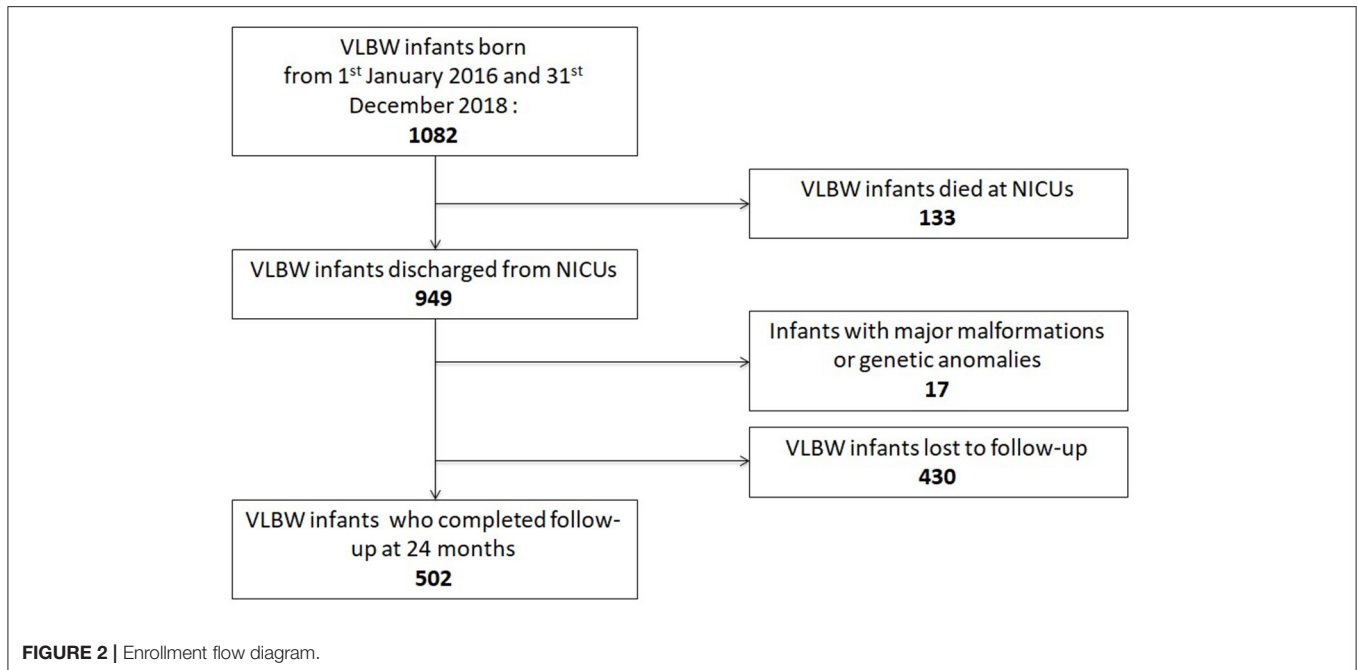 VLBW infants born
from 1st January 2016 and 31st
December 2018 :
1082
VLBW infants died at NICUs
133
VLBW infants discharged from NICUs
949
Infants with major malformations
or genetic anomalies
17
VLBW infants lost to follow-up
430
VLBW infants who completed follow-
up at 24 months
502
FIGURE 2 | Enrollment flow diagram.